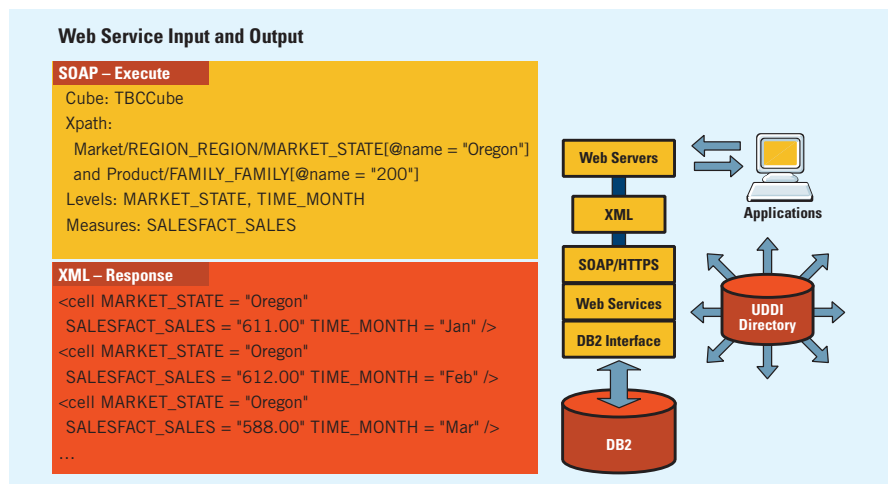 Web Service Input and Output
SOAP – Execute
Cube: TBCCube
Xpath:
Market/REGION_REGION/MARKET_STATE[@name = "Oregon"]
and Product/FAMILY_FAMILY[@name = "200"]
Levels: MARKET_STATE, TIME_MONTH
Measures: SALESFACT_SALES
XML – Response
<cell MARKET_STATE = "Oregon"
SALESFACT_SALES = "611.00" TIME_MONTH = "Jan" />
<cell MARKET_STATE = "Oregon"
SALESFACT_SALES = "612.00" TIME_MONTH = "Feb" />
<cell MARKET_STATE = "Oregon"
SALESFACT_SALES = "588.00" TIME_MONTH = "Mar" />
…
Web Servers
XML
SOAP/HTTPS
Web Services
DB2 Interface
DB2
Applications
UDDI
Directory